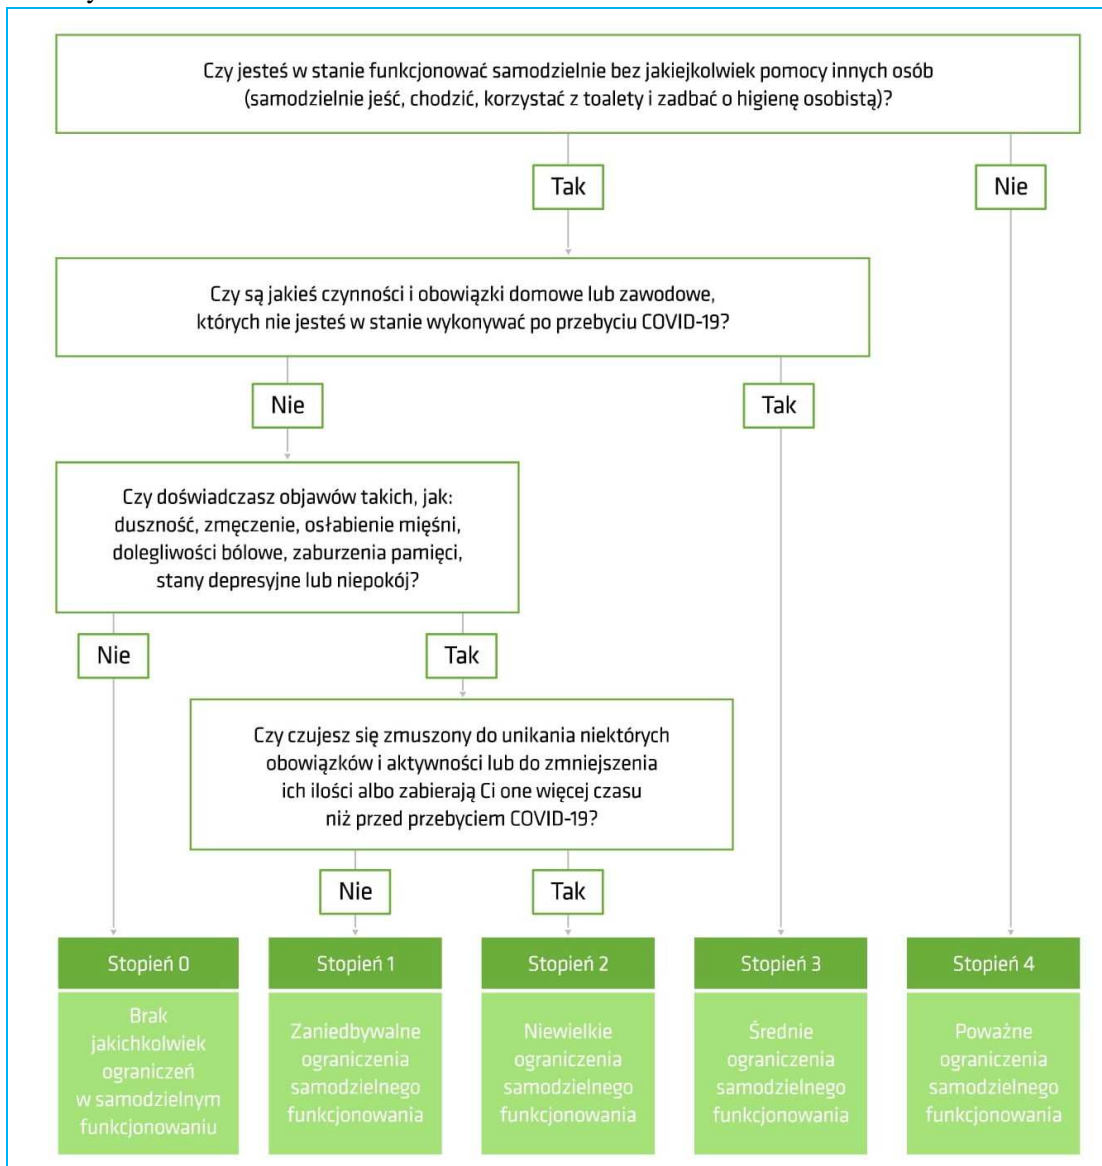 Czy jesteś w stanie funkcjonować samodzielnie bez jakiejkolwiek pomocy innych osób
(samodzielnie jeść, chodzić, korzystać z toalety i zadbać o higienę osobistą)?
Tak
Nie
Czy są jakieś czynności i obowiązki domowe lub zawodowe,
których nie jesteś w stanie wykonywać po przebyciu COVID-19?
Nie
Tak
Czy doświadczasz objawów takich, jak:
duszność, zmęczenie, osłabienie mięśni,
dolegliwości bólowe, zaburzenia pamięci,
stany depresyjne lub niepokój?
Nie
Tak
Czy czujesz się zmuszony do unikania niektórych
obowiązków i aktywności lub do zmniejszenia
ich ilości albo zabierają Ci one więcej czasu
niż przed przebyciem COVID-19?
Nie
Tak
Stopień 0
Brak
jakichkolwiek
ograniczeń
w samodzielnym
funkcjonowaniu
Stopień 1
Zaniedbywalne
ograniczenia
samodzielnego
funkcjonowania
Stopień 2
Niewielkie
ograniczenia
samodzielnego
funkcjonowania
Stopień 3
Średnie
ograniczenia
samodzielnego
funkcjonowania
Stopień 4
Poważne
ograniczenia
samodzielnego
funkcjonowania